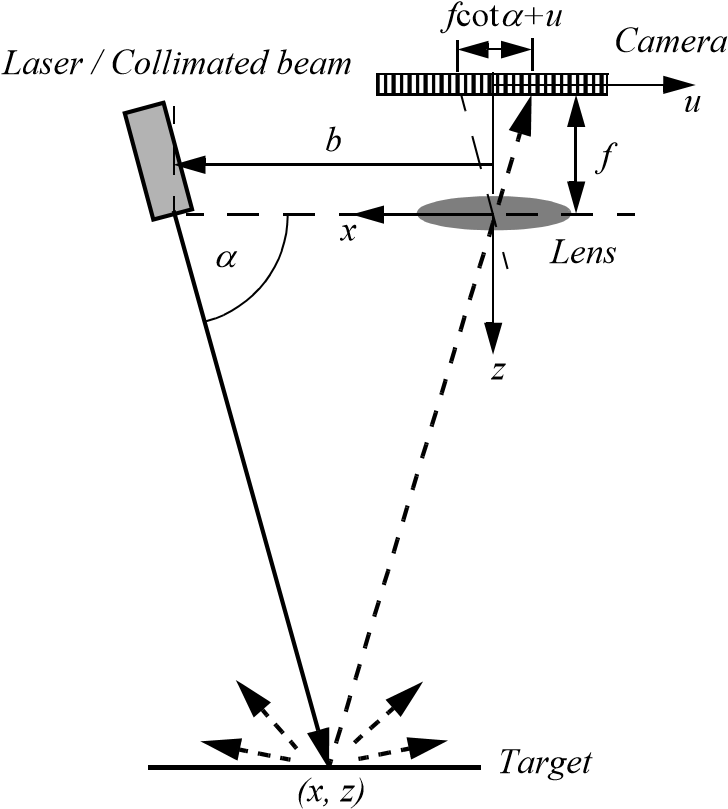 fcotα+u
Camera
Laser / Collimated beam
u
b
f
x
α
Lens
z
Target
(x, z)